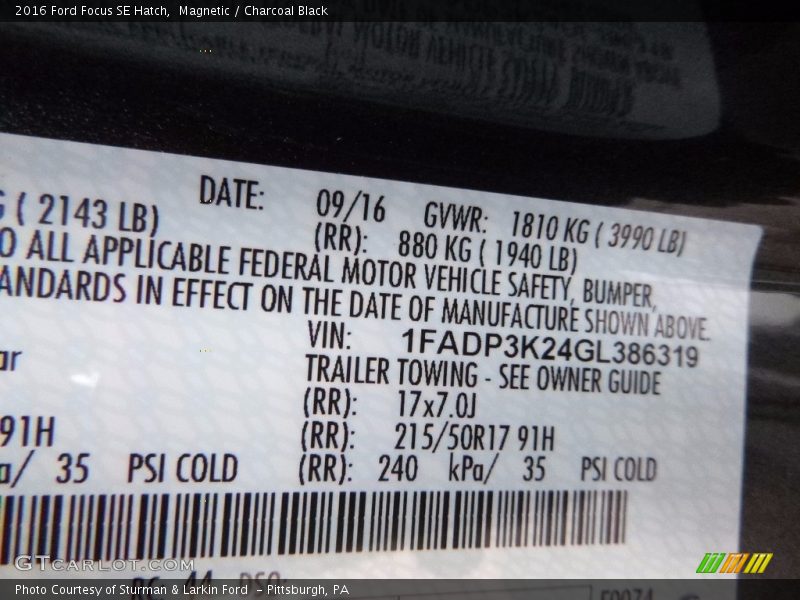 2016 Ford Focus SE Hatch, Magnetic / Charcoal Black
DATE: 09/16 GVWR: 1810 KG ( 3990 LB)
G ( 2143 LB) (RR): 880 KG ( 1940 LB)
O ALL APPLICABLE FEDERAL MOTOR VEHICLE SAFETY, BUMPER,
ANDARDS IN EFFECT ON THE DATE OF MANUFACTURE SHOWN ABOVE.
VIN: 1FADP3K24GL386319
ar TRAILER TOWING - SEE OWNER GUIDE
(RR): 17x7.0J
91H (RR): 215/50R17 91H
a/ 35 PSI COLD (RR): 240 kPa/ 35 PSI COLD
GTCARLOT.COM
44 DSO:
Photo Courtesy of Sturman & Larkin Ford - Pittsburgh, PA